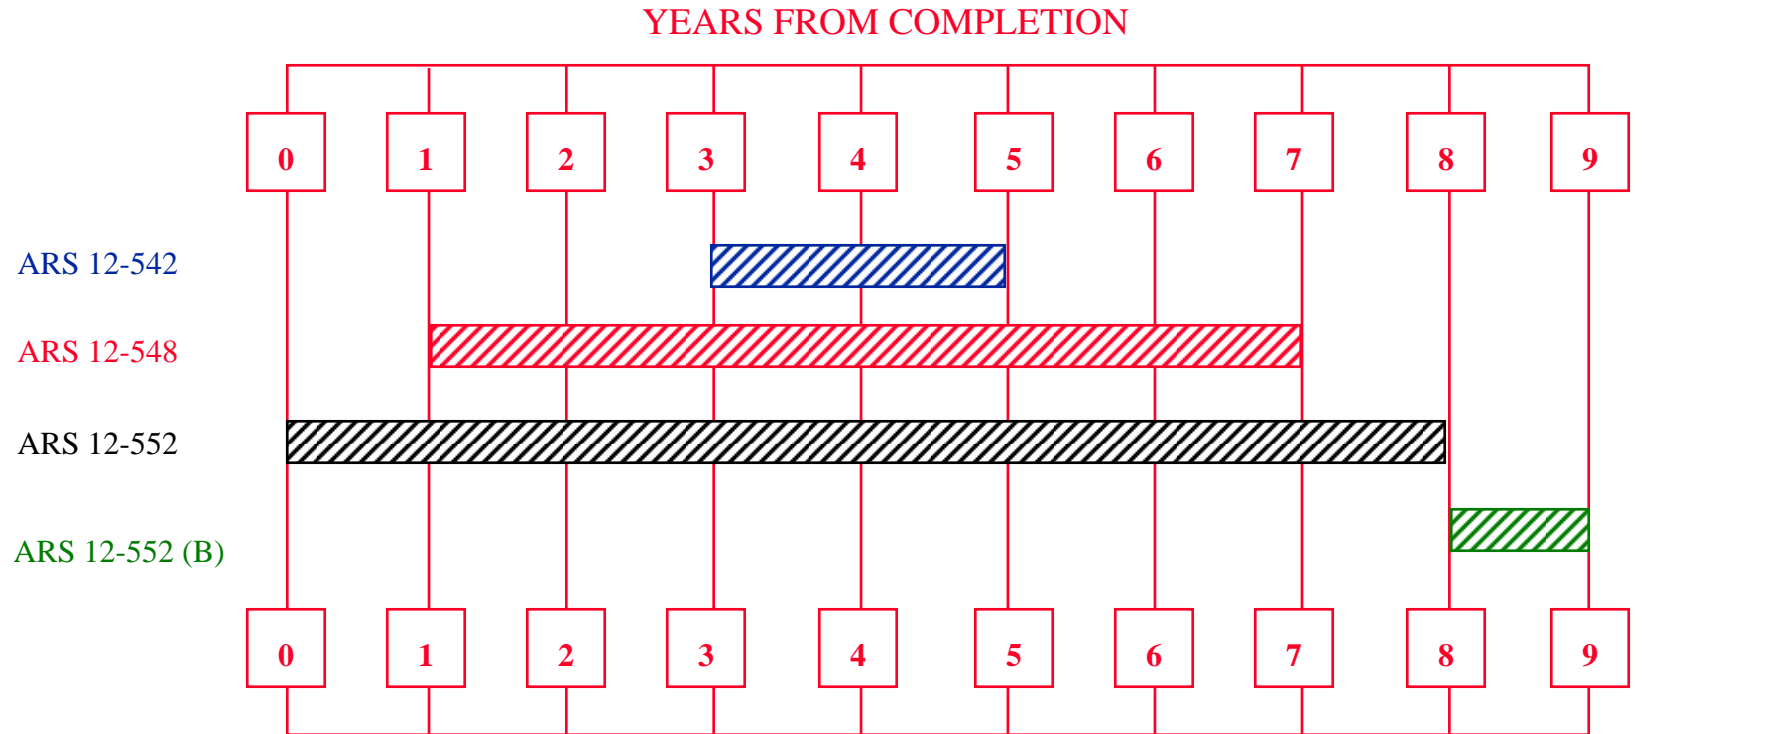 YEARS FROM COMPLETION
0 1 2 3 4 5 6 7 8 9
ARS 12-542
ARS 12-548
ARS 12-552
ARS 12-552 (B)
0 1 2 3 4 5 6 7 8 9